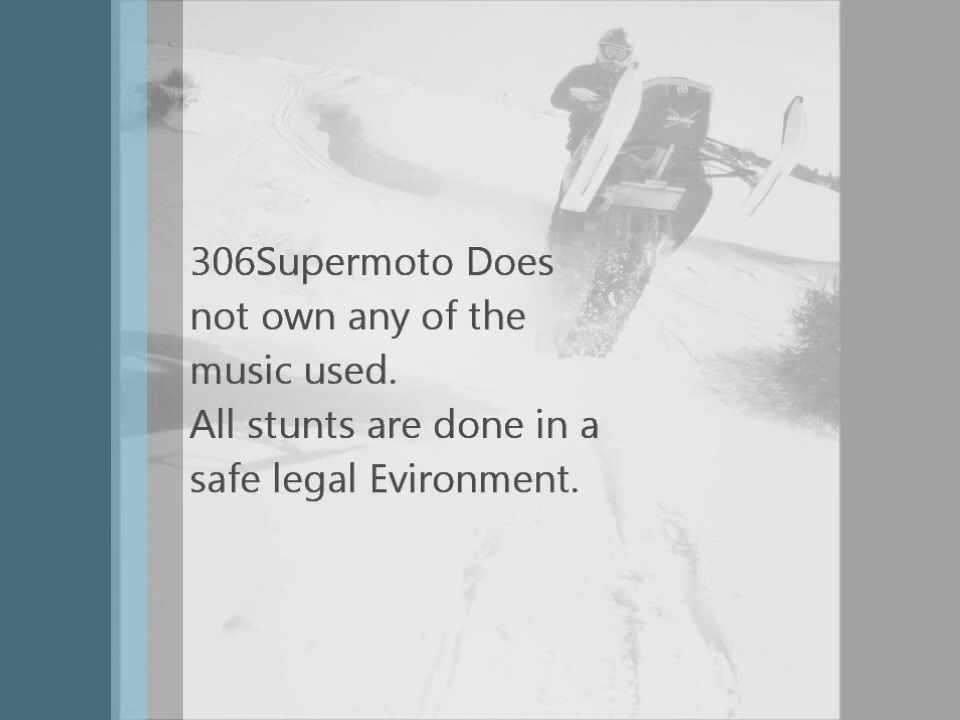 306Supermoto Does
not own any of the
music used.
All stunts are done in a
safe legal Evironment.